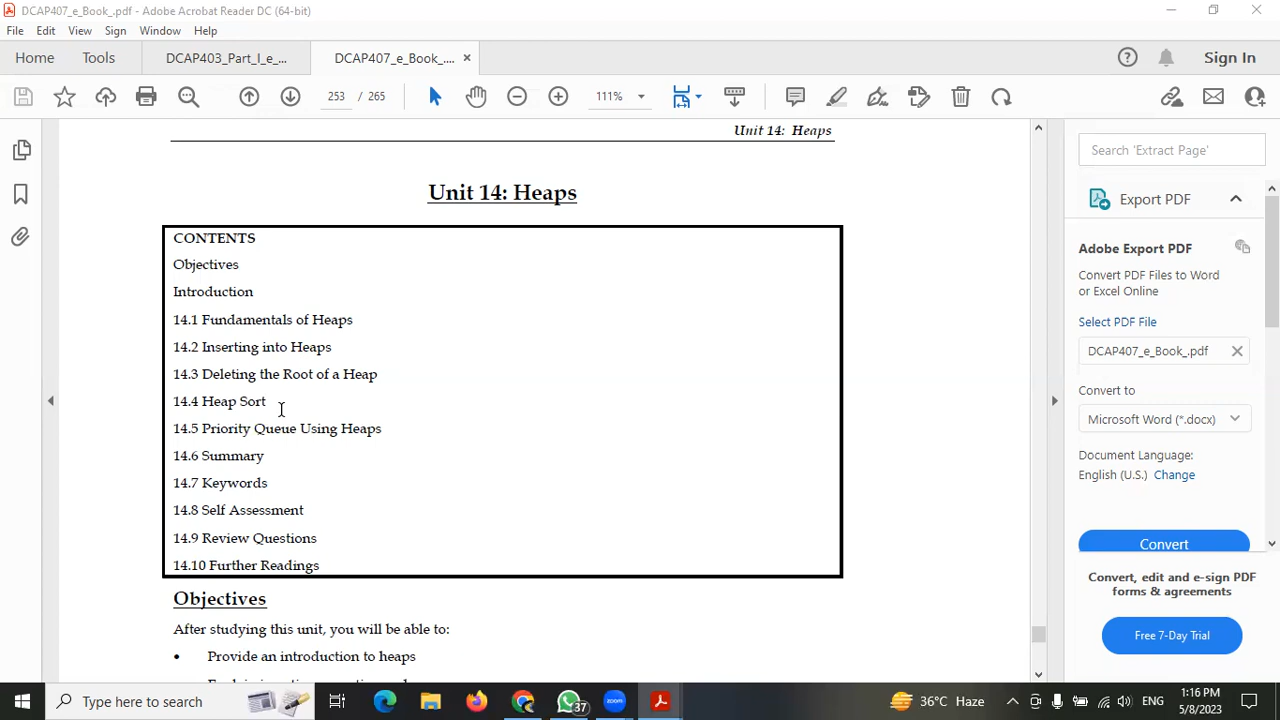 DCAP407_e_Book_.pdf - Adobe Acrobat Reader DC (64-bit)
File Edit View Sign Window Help
Home Tools DCAP403_Part_I_e_... DCAP407_e_Book_.... Sign In
253 / 265 111%
Unit 14: Heaps
Unit 14: Heaps
CONTENTS
Objectives
Introduction
14.1 Fundamentals of Heaps
14.2 Inserting into Heaps
14.3 Deleting the Root of a Heap
14.4 Heap Sort
14.5 Priority Queue Using Heaps
14.6 Summary
14.7 Keywords
14.8 Self Assessment
14.9 Review Questions
14.10 Further Readings
Objectives
After studying this unit, you will be able to:
• Provide an introduction to heaps
Search 'Extract Page'
Export PDF
Adobe Export PDF
Convert PDF Files to Word
or Excel Online
Select PDF File
DCAP407_e_Book_.pdf
Convert to
Microsoft Word (*.docx)
Document Language:
English (U.S.) Change
Convert
Convert, edit and e-sign PDF
forms & agreements
Free 7-Day Trial
Type here to search
37
zoom
36°C Haze
ENG
1:16 PM
5/8/2023